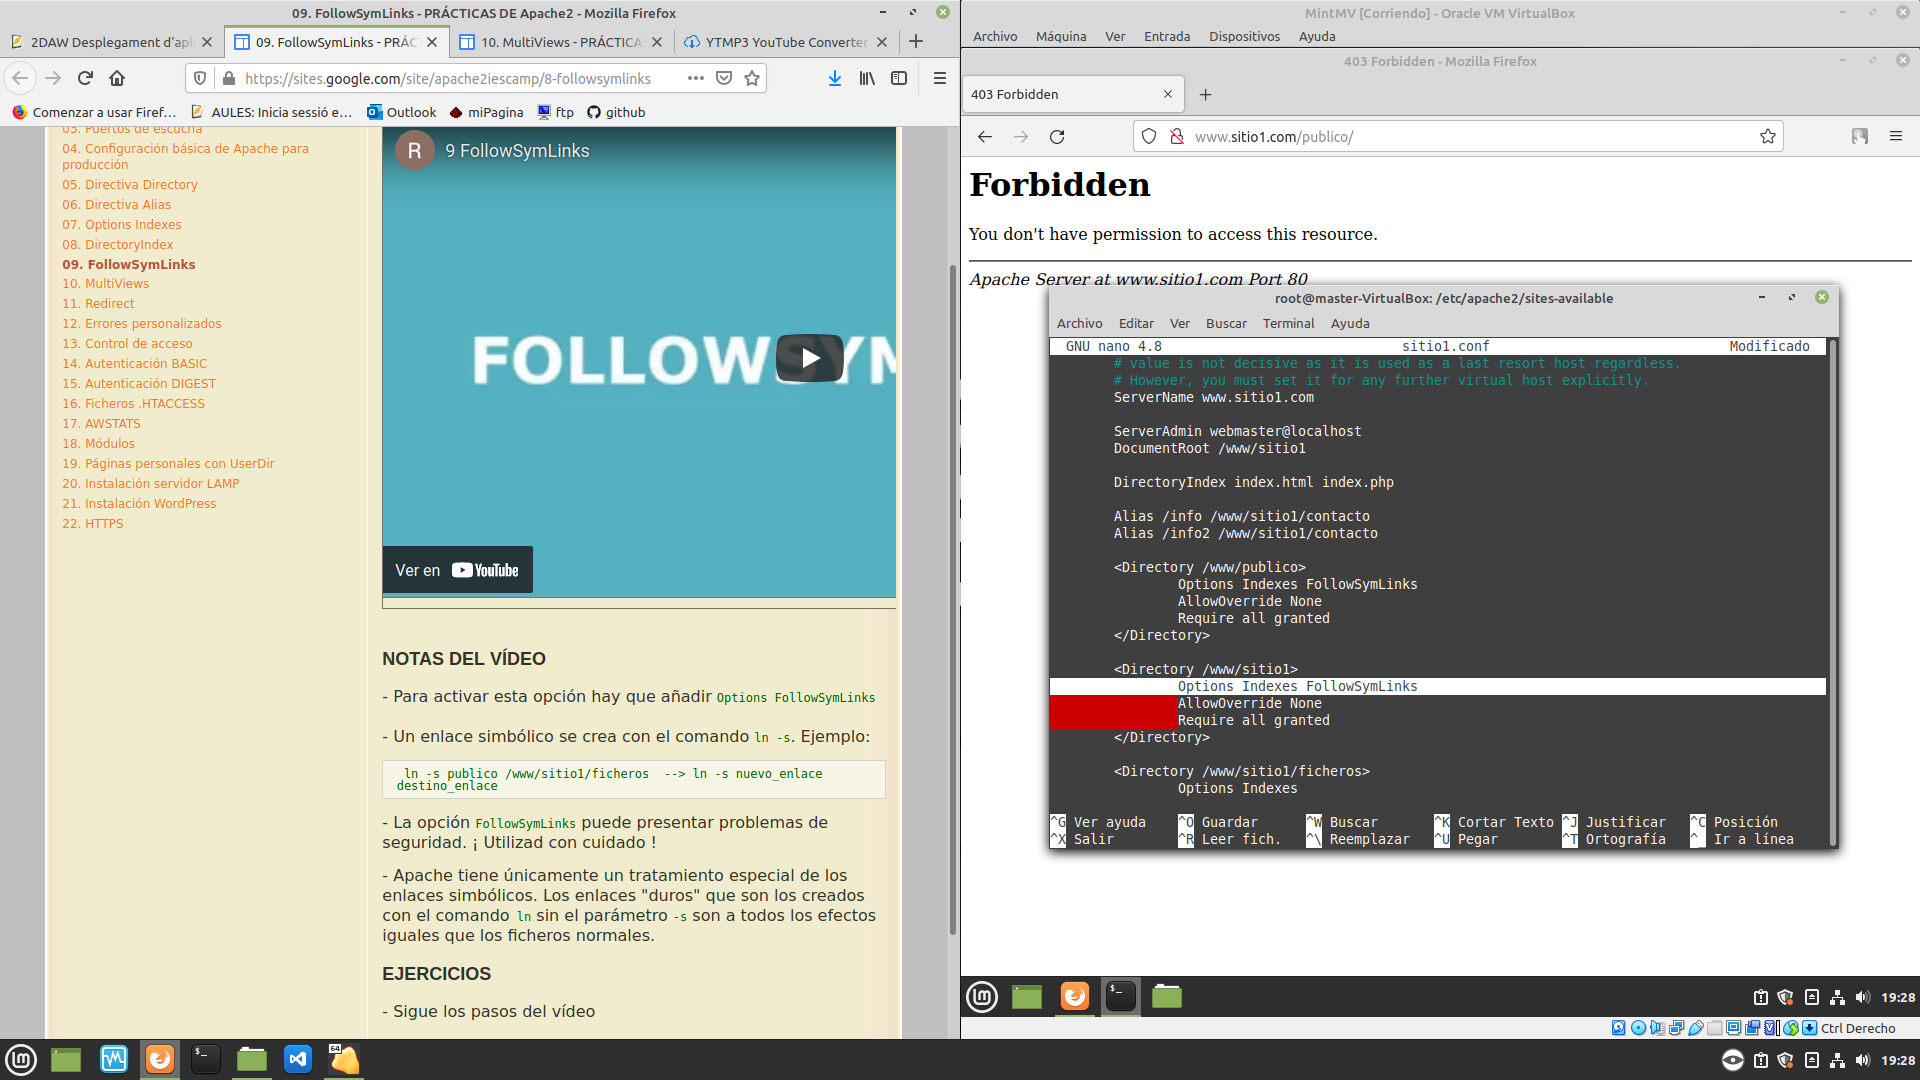 09. FollowSymLinks - PRÁCTICAS DE Apache2 - Mozilla Firefox
2DAW Desplegament d'apl
09. FollowSymLinks - PRÁC
10. MultiViews - PRÁCTICA
YTMP3 YouTube Converter
https://sites.google.com/site/apache2iescamp/8-followsymlinks
Comenzar a usar Firef…
AULES: Inicia sessió e…
Outlook
miPagina
ftp
github
03. Puertos de escucha
04. Configuración básica de Apache para
producción
05. Directiva Directory
06. Directiva Alias
07. Options Indexes
08. DirectoryIndex
09. FollowSymLinks
10. MultiViews
11. Redirect
12. Errores personalizados
13. Control de acceso
14. Autenticación BASIC
15. Autenticación DIGEST
16. Ficheros .HTACCESS
17. AWSTATS
18. Módulos
19. Páginas personales con UserDir
20. Instalación servidor LAMP
21. Instalación WordPress
22. HTTPS
R
9 FollowSymLinks
FOLLOWSYM
Ver en YouTube
NOTAS DEL VÍDEO
- Para activar esta opción hay que añadir Options FollowSymLinks
- Un enlace simbólico se crea con el comando ln -s. Ejemplo:
ln -s publico /www/sitio1/ficheros --> ln -s nuevo_enlace
destino_enlace
- La opción FollowSymLinks puede presentar problemas de
seguridad. ¡ Utilizad con cuidado !
- Apache tiene únicamente un tratamiento especial de los
enlaces simbólicos. Los enlaces "duros" que son los creados
con el comando ln sin el parámetro -s son a todos los efectos
iguales que los ficheros normales.
EJERCICIOS
- Sigue los pasos del vídeo
64
MintMV [Corriendo] - Oracle VM VirtualBox
Archivo Máquina Ver Entrada Dispositivos Ayuda
403 Forbidden - Mozilla Firefox
403 Forbidden
www.sitio1.com/publico/
Forbidden
You don't have permission to access this resource.
Apache Server at www.sitio1.com Port 80
root@master-VirtualBox: /etc/apache2/sites-available
Archivo Editar Ver Buscar Terminal Ayuda
GNU nano 4.8 sitio1.conf Modificado
# value is not decisive as it is used as a last resort host regardless.
# However, you must set it for any further virtual host explicitly.
ServerName www.sitio1.com
ServerAdmin webmaster@localhost
DocumentRoot /www/sitio1
DirectoryIndex index.html index.php
Alias /info /www/sitio1/contacto
Alias /info2 /www/sitio1/contacto
<Directory /www/publico>
Options Indexes FollowSymLinks
AllowOverride None
Require all granted
</Directory>
<Directory /www/sitio1>
Options Indexes FollowSymLinks
AllowOverride None
Require all granted
</Directory>
<Directory /www/sitio1/ficheros>
Options Indexes
^G Ver ayuda ^O Guardar ^W Buscar ^K Cortar Texto ^J Justificar ^C Posición
^X Salir ^R Leer fich. ^\ Reemplazar ^U Pegar ^T Ortografía ^_ Ir a línea
19:28
Ctrl Derecho
19:28